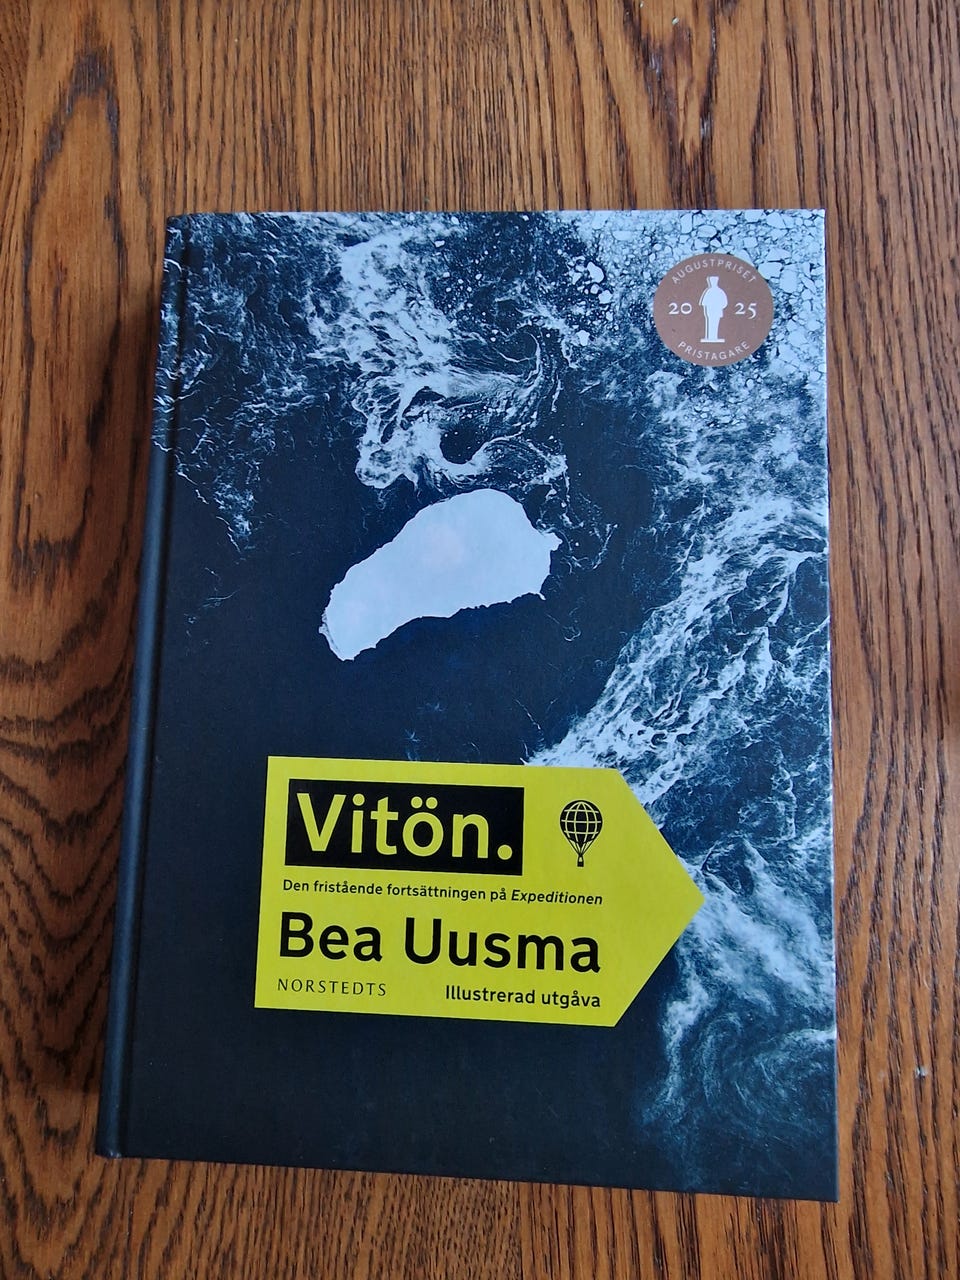 AUGUSTPRISET
20 25
PRISTAGARE
Vitön.
Den fristående fortsättningen på Expeditionen
Bea Uusma
NORSTEDTS Illustrerad utgåva